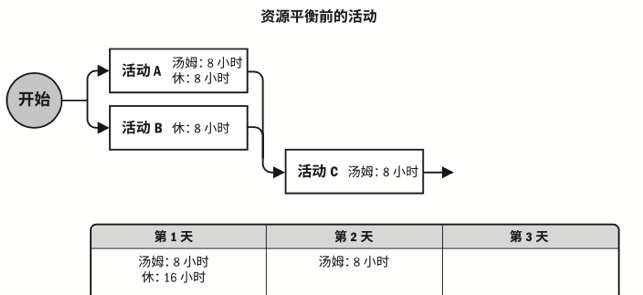 资源平衡前的活动
开始
活动 A
汤姆：8 小时
休：8 小时
活动 B 休：8 小时
活动 C 汤姆：8 小时
第 1 天 第 2 天 第 3 天
汤姆：8 小时 汤姆：8 小时
休：16 小时